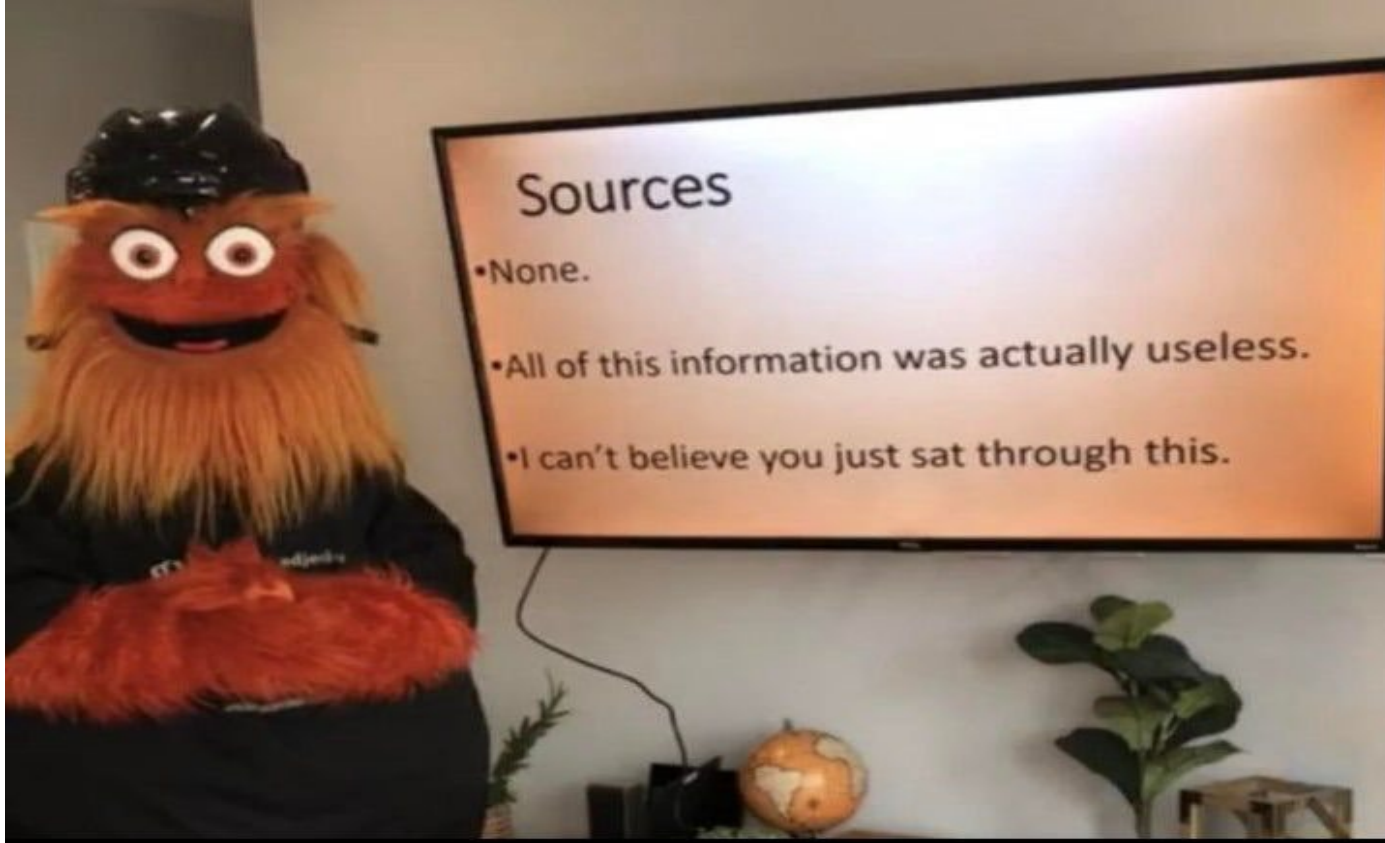 Sources
•None.
•All of this information was actually useless.
•I can't believe you just sat through this.